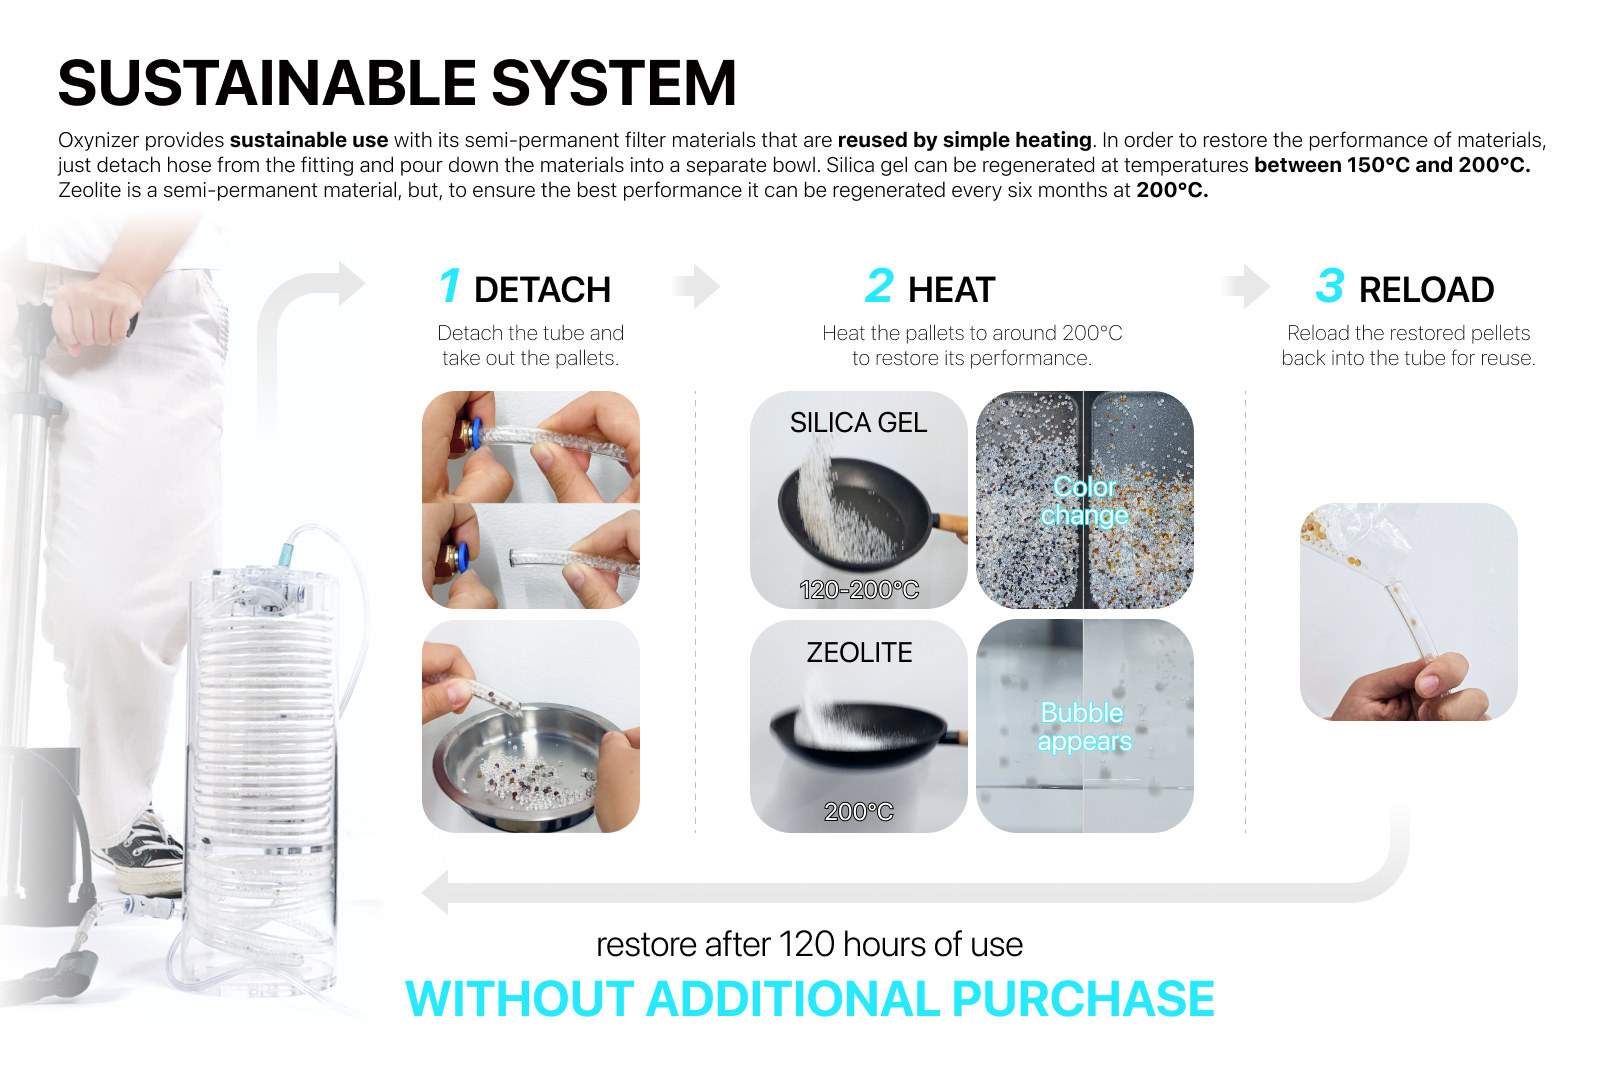 SUSTAINABLE SYSTEM
Oxynizer provides sustainable use with its semi-permanent filter materials that are reused by simple heating. In order to restore the performance of materials,
just detach hose from the fitting and pour down the materials into a separate bowl. Silica gel can be regenerated at temperatures between 150°C and 200°C.
Zeolite is a semi-permanent material, but, to ensure the best performance it can be regenerated every six months at 200°C.
1 DETACH
Detach the tube and
take out the pallets.
2 HEAT
Heat the pallets to around 200°C
to restore its performance.
3 RELOAD
Reload the restored pellets
back into the tube for reuse.
SILICA GEL
120-200°C
Color
change
ZEOLITE
200°C
Bubble
appears
restore after 120 hours of use
WITHOUT ADDITIONAL PURCHASE